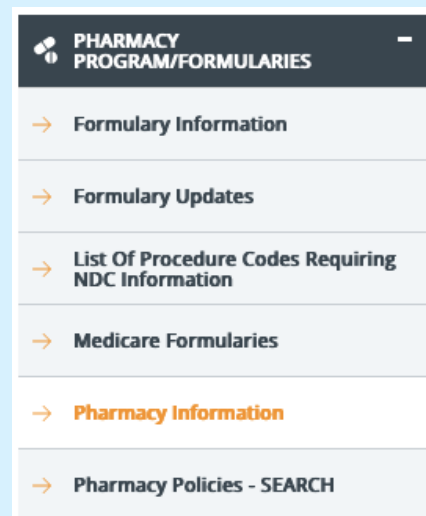 PHARMACY
PROGRAM/FORMULARIES
Formulary Information
Formulary Updates
List Of Procedure Codes Requiring
NDC Information
Medicare Formularies
Pharmacy Information
Pharmacy Policies - SEARCH